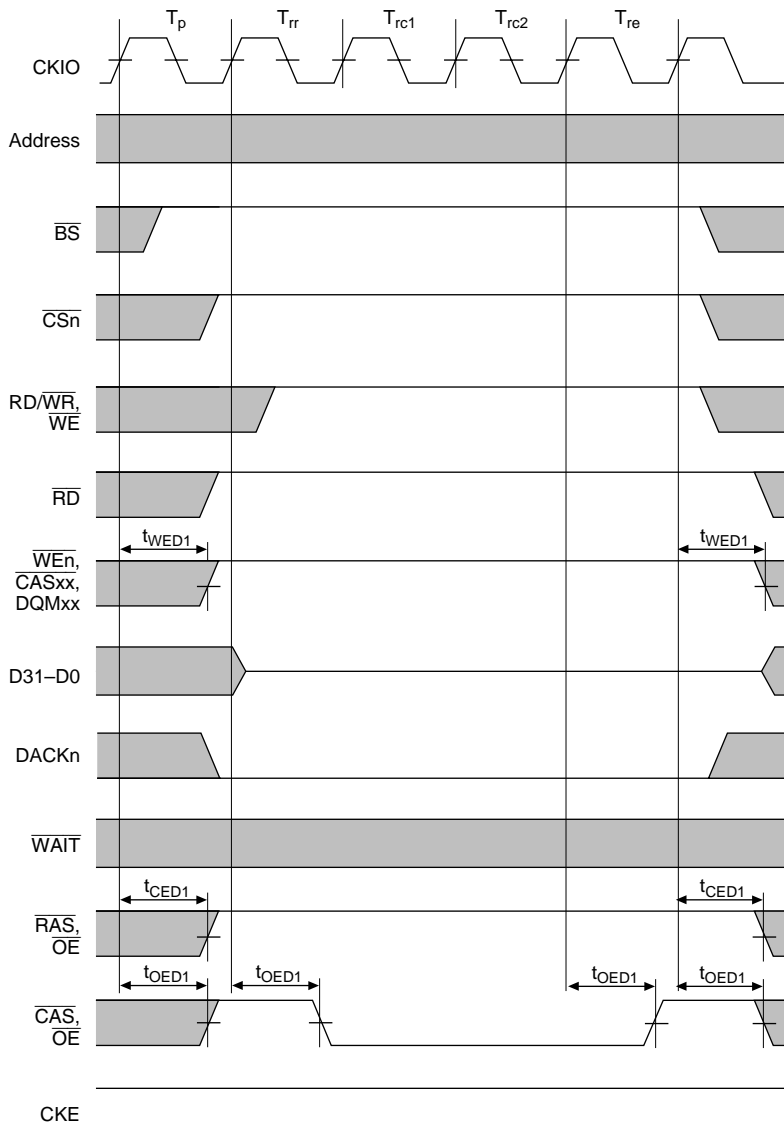 Tp Trr Trc1 Trc2 Tre
CKIO
Address
BS
CSn
RD/WR,
WE
RD
tWED1 tWED1
WEn,
CASxx,
DQMxx
D31–D0
DACKn
WAIT
tCED1 tCED1
RAS,
OE
tOED1 tOED1 tOED1 tOED1
CAS,
OE
CKE